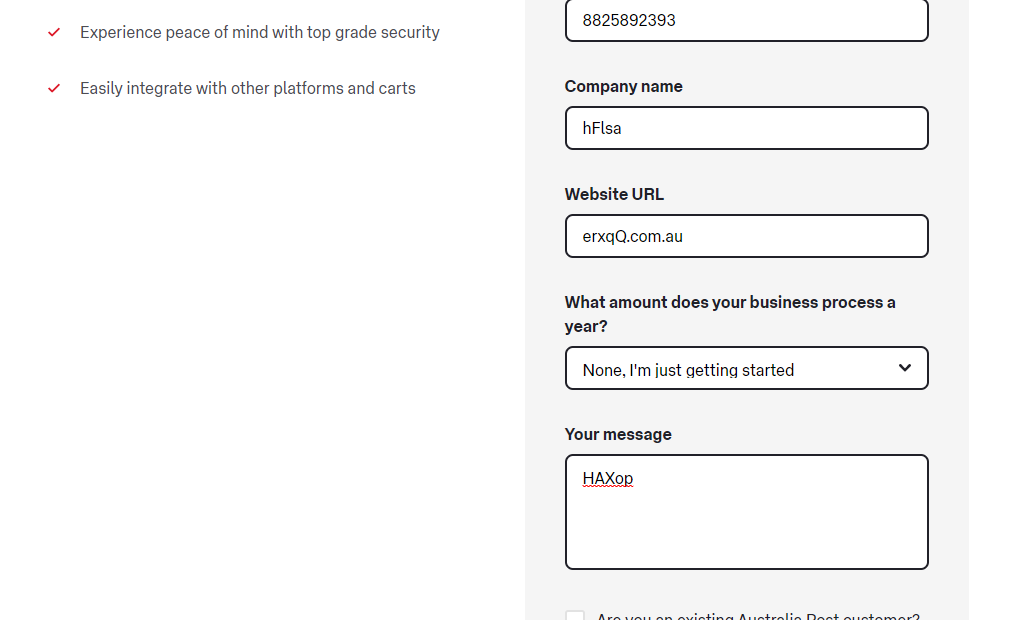 Experience peace of mind with top grade security
Easily integrate with other platforms and carts
8825892393
Company name
hFlsa
Website URL
erxqQ.com.au
What amount does your business process a
year?
None, I'm just getting started
Your message
HAXop
Are you an existing Australia Post customer?